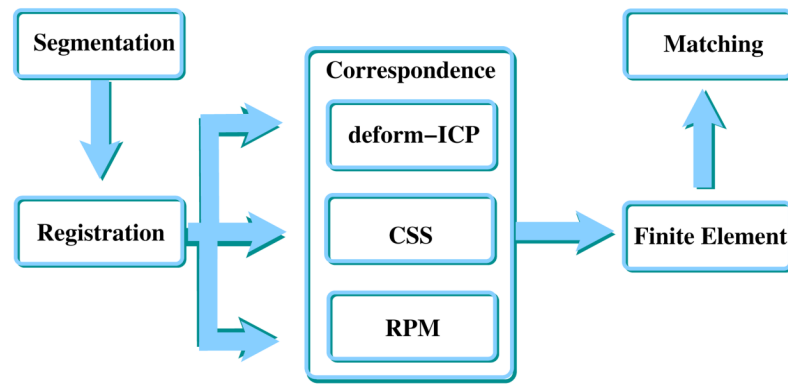 Segmentation
Registration
Correspondence
deform−ICP
CSS
RPM
Finite Element
Matching